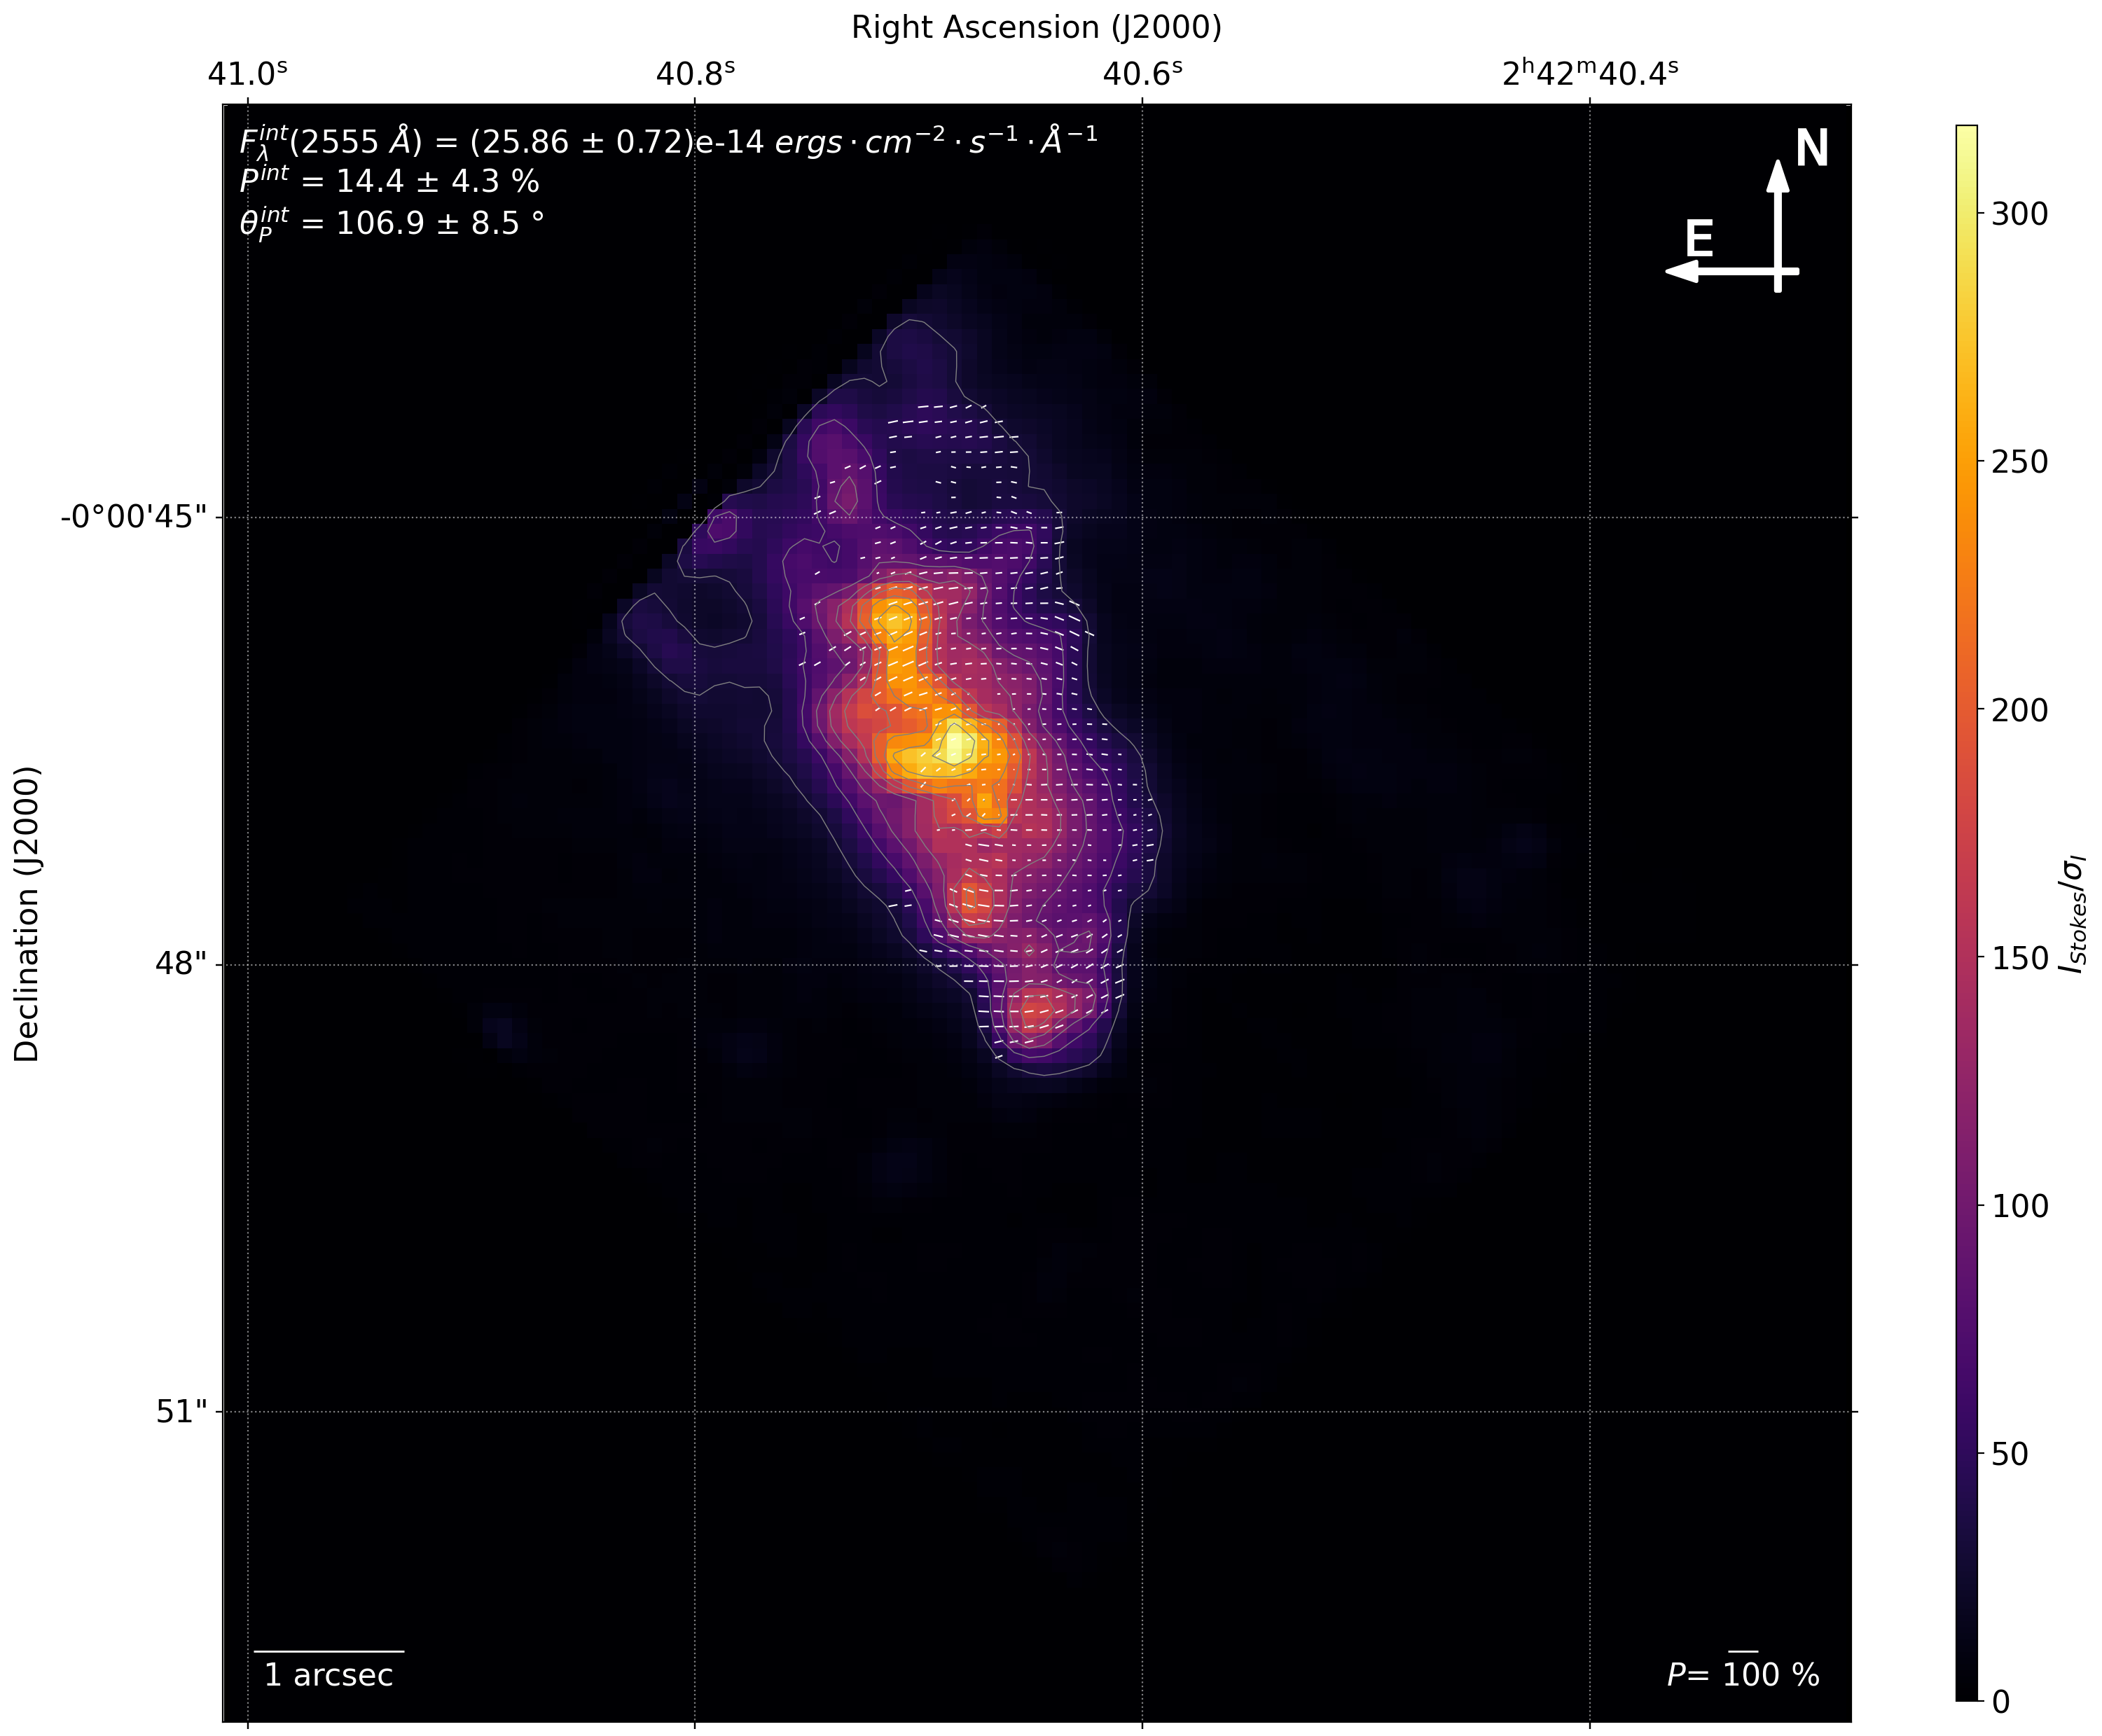 Right Ascension (J2000)
41.0ˢ 40.8ˢ 40.6ˢ 2ʰ42ᵐ40.4ˢ
F_λ^int(2555 Å) = (25.86 ± 0.72)e-14 ergs · cm⁻² · s⁻¹ · Å⁻¹
P^int = 14.4 ± 4.3 %
θ_P^int = 106.9 ± 8.5 °
N
E
Declination (J2000)
-0°00'45"
48"
51"
300
250
200
150
100
50
0
I_Stokes/σ_I
1 arcsec
P= 100 %